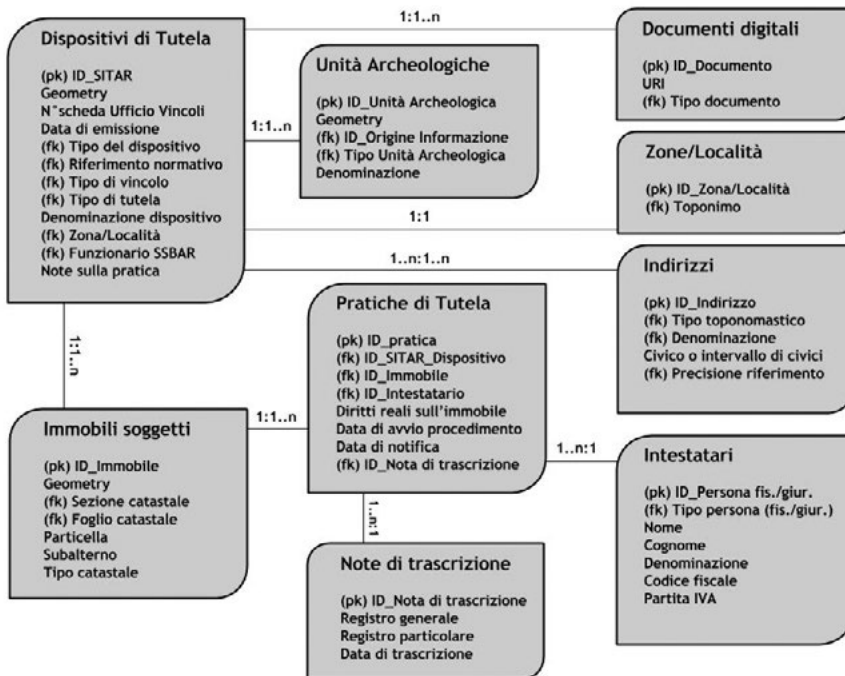 Dispositivi di Tutela
(pk) ID_SITAR
Geometry
N°scheda Ufficio Vincoli
Data di emissione
(fk) Tipo del dispositivo
(fk) Riferimento normativo
(fk) Tipo di vincolo
(fk) Tipo di tutela
Denominazione dispositivo
(fk) Zona/Località
(fk) Funzionario SSBAR
Note sulla pratica
1:1..n
Documenti digitali
(pk) ID_Documento
URI
(fk) Tipo documento
1:1..n
Unità Archeologiche
(pk) ID_Unità Archeologica
Geometry
(fk) ID_Origine Informazione
(fk) Tipo Unità Archeologica
Denominazione
1:1
Zone/Località
(pk) ID_Zona/Località
(fk) Toponimo
1..n:1..n
Indirizzi
(pk) ID_Indirizzo
(fk) Tipo toponomastico
(fk) Denominazione
Civico o intervallo di civici
(fk) Precisione riferimento
1:1..n
Immobili soggetti
(pk) ID_Immobile
Geometry
(fk) Sezione catastale
(fk) Foglio catastale
Particella
Subalterno
Tipo catastale
1:1..n
Pratiche di Tutela
(pk) ID_pratica
(fk) ID_SITAR_Dispositivo
(fk) ID_Immobile
(fk) ID_Intestatario
Diritti reali sull'immobile
Data di avvio procedimento
Data di notifica
(fk) ID_Nota di trascrizione
1..n:1
Intestatari
(pk) ID_Persona fis./giur.
(fk) Tipo persona (fis./giur.)
Nome
Cognome
Denominazione
Codice fiscale
Partita IVA
1..n:1
Note di trascrizione
(pk) ID_Nota di trascrizione
Registro generale
Registro particolare
Data di trascrizione